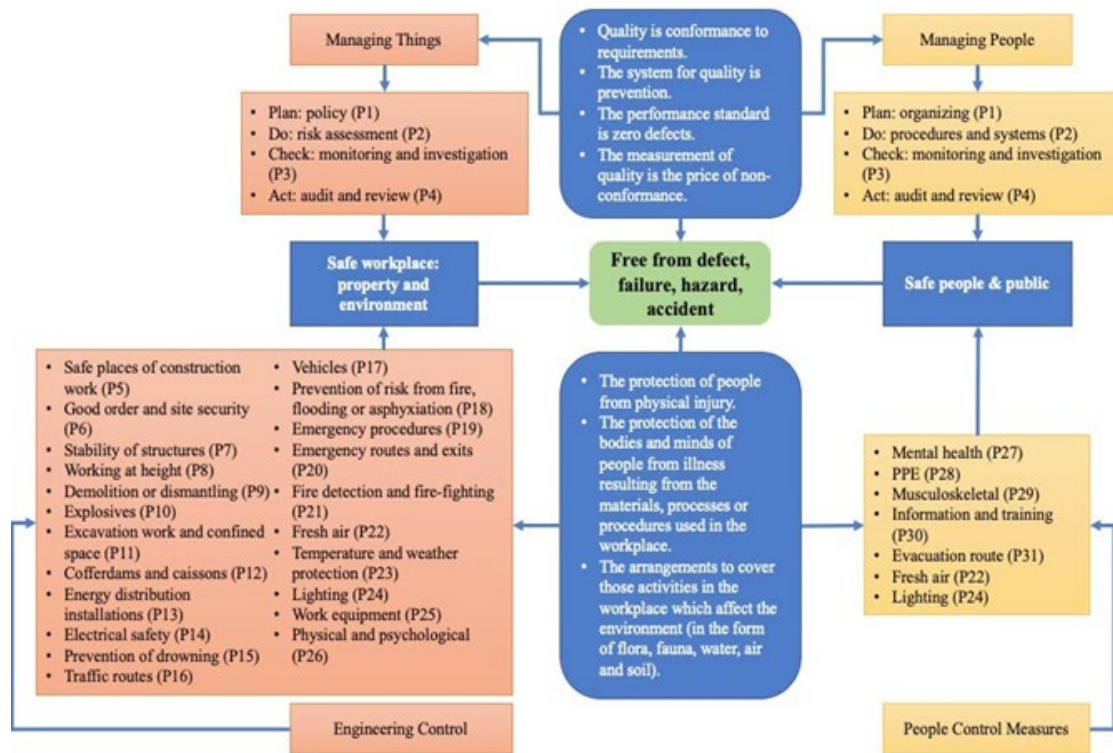 Managing Things
• Quality is conformance to
requirements.
• The system for quality is
prevention.
• The performance standard
is zero defects.
• The measurement of
quality is the price of non-
conformance.
Managing People
• Plan: policy (P1)
• Do: risk assessment (P2)
• Check: monitoring and investigation
(P3)
• Act: audit and review (P4)
• Plan: organizing (P1)
• Do: procedures and systems (P2)
• Check: monitoring and investigation
(P3)
• Act: audit and review (P4)
Safe workplace:
property and
environment
Free from defect,
failure, hazard,
accident
Safe people & public
• Safe places of construction
work (P5)
• Good order and site security
(P6)
• Stability of structures (P7)
• Working at height (P8)
• Demolition or dismantling (P9)
• Explosives (P10)
• Excavation work and confined
space (P11)
• Cofferdams and caissons (P12)
• Energy distribution
installations (P13)
• Electrical safety (P14)
• Prevention of drowning (P15)
• Traffic routes (P16)
• Vehicles (P17)
• Prevention of risk from fire,
flooding or asphyxiation (P18)
• Emergency procedures (P19)
• Emergency routes and exits
(P20)
• Fire detection and fire-fighting
(P21)
• Fresh air (P22)
• Temperature and weather
protection (P23)
• Lighting (P24)
• Work equipment (P25)
• Physical and psychological
(P26)
• The protection of people
from physical injury.
• The protection of the
bodies and minds of
people from illness
resulting from the
materials, processes or
procedures used in the
workplace.
• The arrangements to cover
those activities in the
workplace which affect the
environment (in the form
of flora, fauna, water, air
and soil).
• Mental health (P27)
• PPE (P28)
• Musculoskeletal (P29)
• Information and training
(P30)
• Evacuation route (P31)
• Fresh air (P22)
• Lighting (P24)
Engineering Control
People Control Measures